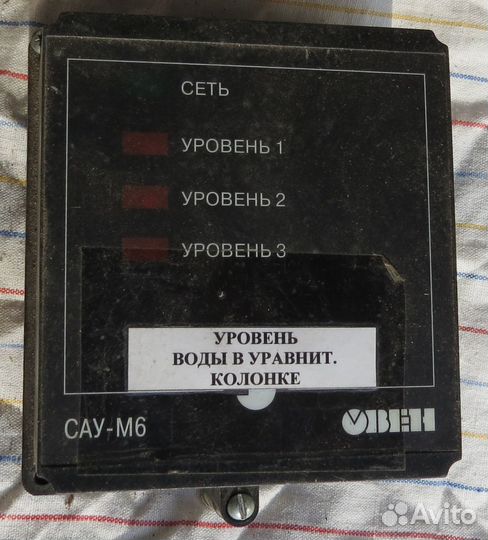 СЕТЬ
УРОВЕНЬ 1
УРОВЕНЬ 2
УРОВЕНЬ 3
УРОВЕНЬ
ВОДЫ В УРАВНИТ.
КОЛОНКЕ
САУ-М6
ОВЕН
Avito